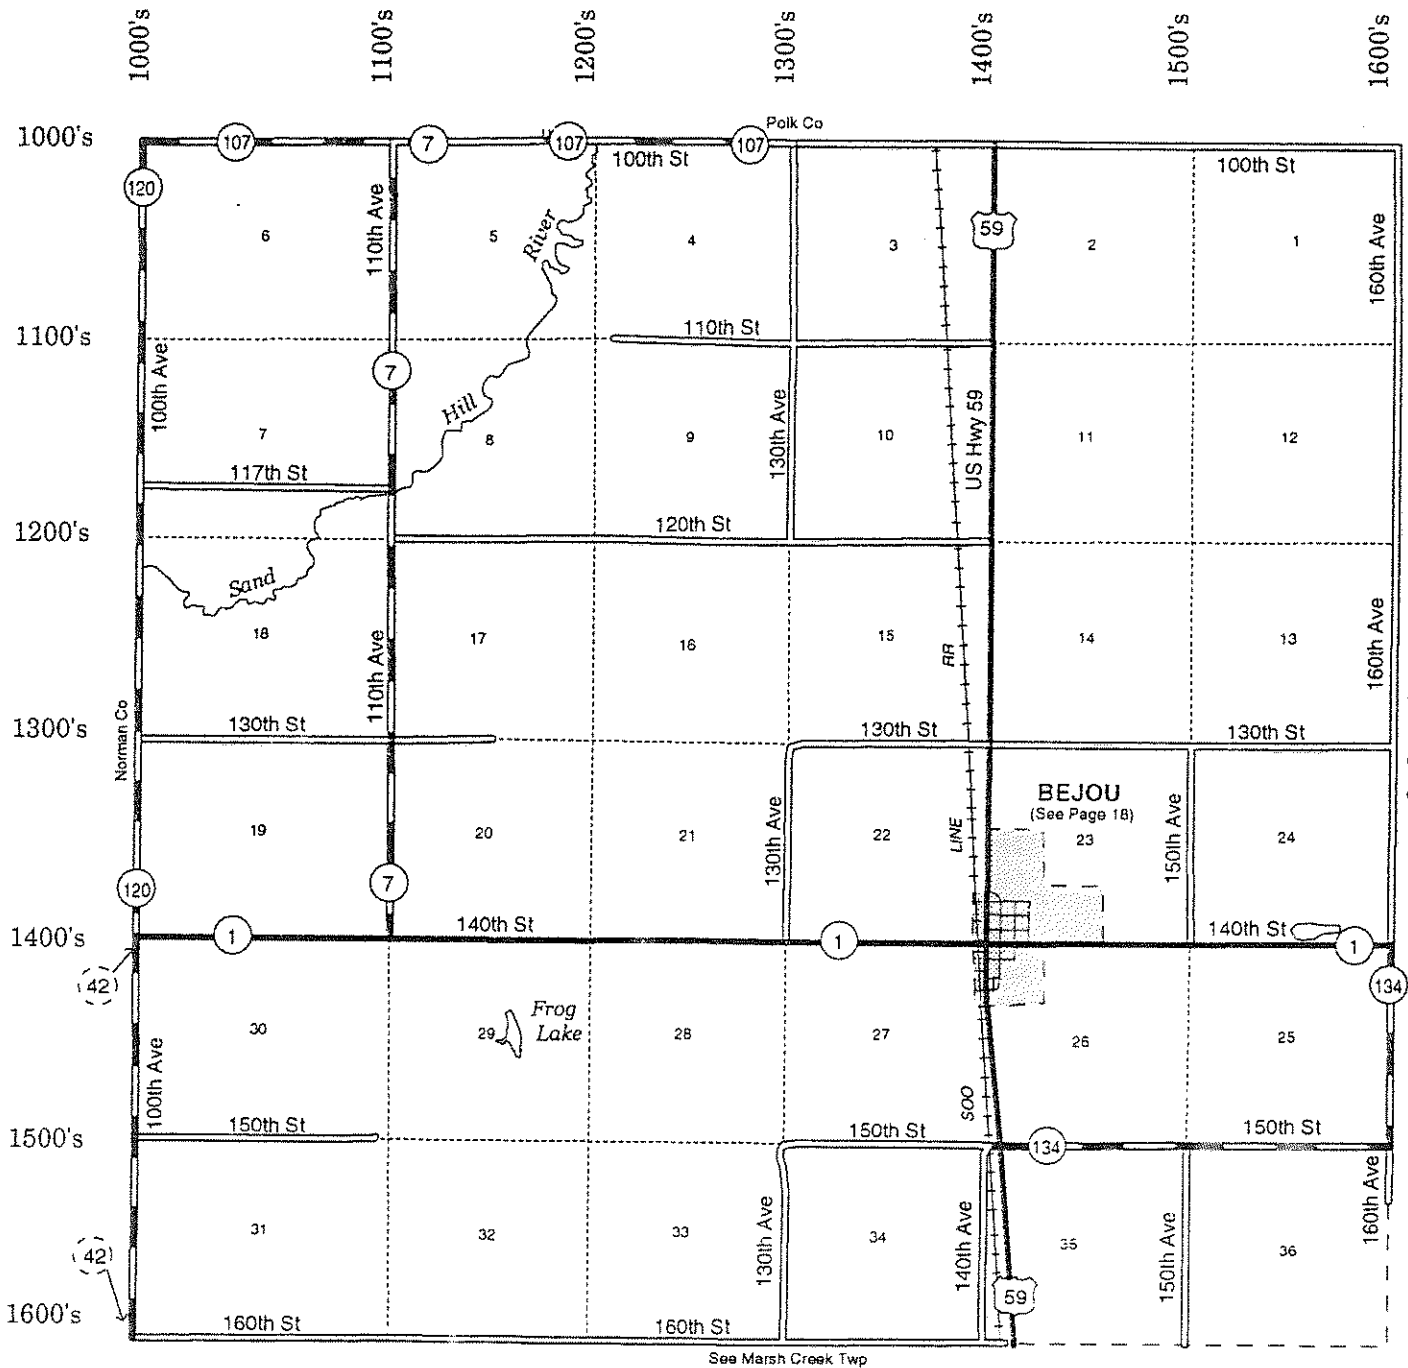 1000's
1100's
1200's
1300's
1400's
1500's
1600's
Polk Co
1000's
107
7
107
107
100th St
100th St
120
110th Ave
River
59
160th Ave
6
5
4
3
2
1
1100's
110th St
7
100th Ave
Hill
130th Ave
US Hwy 59
7
8
9
10
11
12
117th St
1200's
120th St
Sand
18
17
16
15
14
13
110th Ave
RR
160th Ave
Norman Co
1300's
130th St
130th St
130th St
BEJOU
(See Page 18)
19
20
21
22
23
24
130th Ave
LINE
150th Ave
120
7
1400's
1
140th St
1
140th St
1
42
134
Frog
Lake
30
29
28
27
26
25
100th Ave
SOO
1500's
150th St
150th St
134
150th St
31
32
33
34
35
36
130th Ave
140th Ave
150th Ave
160th Ave
42
59
1600's
160th St
160th St
See Marsh Creek Twp